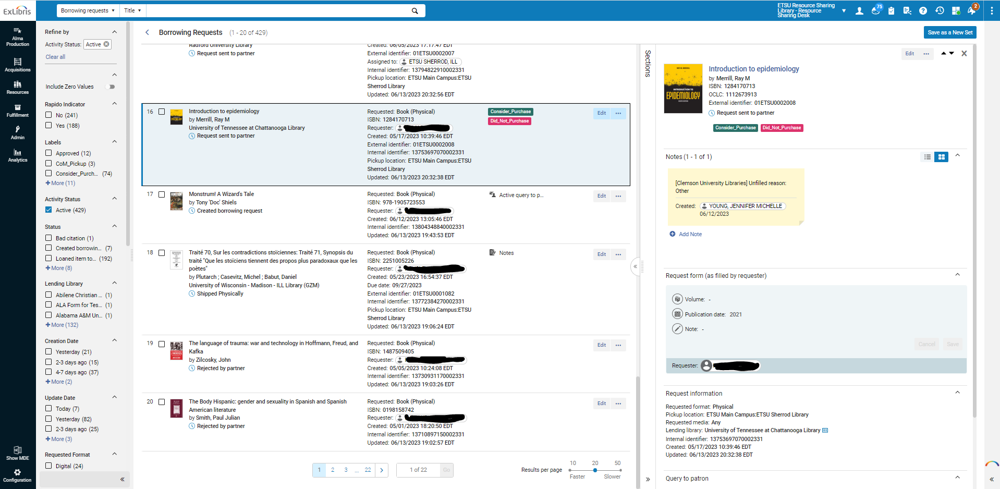 ExLibris
Borrowing requests
Title
ETSU Resource Sharing
Library - Resource
Sharing Desk
75
2
Alma
Production
Acquisitions
Resources
Fulfillment
Admin
Analytics
Show MDE
Configuration
Refine by
Activity Status: Active
Clear all
Include Zero Values
Rapido Indicator
No (241)
Yes (188)
Labels
Approved (12)
CoM_Pickup (3)
Consider_Purch... (74)
+ More (11)
Activity Status
Active (429)
Status
Bad citation (1)
Created borrowin... (7)
Loaned item to... (192)
+ More (8)
Lending Library
Abilene Christian ... (1)
ALA Form for Tes... (1)
Alabama A&M Un... (1)
+ More (132)
Creation Date
Yesterday (21)
2-3 days ago (15)
4-7 days ago (37)
+ More (2)
Update Date
Today (7)
Yesterday (82)
2-3 days ago (25)
+ More (3)
Requested Format
Digital (24)
Borrowing Requests (1 - 20 of 429)
Save as a New Set
Radford University Library
Request sent to partner
Created: 06/05/2023 17:17:47 EDT
External identifier: 01ETSU0002007
Assigned to: ETSU SHERROD, ILL
Internal identifier: 13794822910002331
Pickup location: ETSU Main Campus:ETSU
Sherrod Library
Updated: 06/13/2023 20:32:56 EDT
16
Introduction to epidemiology
by Merrill, Ray M
University of Tennessee at Chattanooga Library
Request sent to partner
Requested: Book (Physical)
ISBN: 1284170713
Requester:
Created: 05/17/2023 10:39:46 EDT
External identifier: 01ETSU0002008
Internal identifier: 13753697070002331
Pickup location: ETSU Main Campus:ETSU
Sherrod Library
Updated: 06/13/2023 20:32:38 EDT
Consider_Purchase
Did_Not_Purchase
Edit
17
Monstrum! A Wizard's Tale
by Tony 'Doc' Shiels
Created borrowing request
Requested: Book (Physical)
ISBN: 978-1905723553
Requester:
Created: 06/12/2023 13:05:46 EDT
Internal identifier: 13804348840002331
Updated: 06/13/2023 19:43:53 EDT
Active query to p...
Edit
18
Traité 70, Sur les contradictions stoïciennes: Traité 71, Synopsis du
traité "Que les stoïciens tiennent des propos plus paradoxaux que les
poètes"
by Plutarch ; Casevitz, Michel ; Babut, Daniel
University of Wisconsin - Madison - ILL Library (GZM)
Shipped Physically
Requested: Book (Physical)
ISBN: 2251005226
Requester:
Created: 05/23/2023 16:54:37 EDT
Due date: 09/27/2023
External identifier: 01ETSU0001082
Internal identifier: 13772384270002331
Pickup location: ETSU Main Campus:ETSU
Sherrod Library
Updated: 06/13/2023 19:06:24 EDT
Notes
Edit
19
The language of trauma: war and technology in Hoffmann, Freud, and
Kafka
by Zilcosky, John
Rejected by partner
Requested: Book (Physical)
ISBN: 1487509405
Requester:
Created: 05/05/2023 10:24:08 EDT
Internal identifier: 13730931170002331
Updated: 06/13/2023 19:03:26 EDT
Edit
20
The Body Hispanic: gender and sexuality in Spanish and Spanish
American literature
by Smith, Paul Julian
Rejected by partner
Requested: Book (Physical)
ISBN: 0198158742
Requester:
Created: 05/01/2023 18:20:50 EDT
Internal identifier: 13710897150002331
Updated: 06/13/2023 19:02:57 EDT
Edit
1 2 3 ... 22
1 of 22 Go
Results per page
10 20 50
Faster Slower
Sections
Edit
INTRODUCTION TO
EPIDEMIOLOGY
Introduction to epidemiology
by Merrill, Ray M
ISBN: 1284170713
OCLC: 1112673913
External identifier: 01ETSU0002008
Request sent to partner
Consider_Purchase Did_Not_Purchase
Notes (1 - 1 of 1)
[Clemson University Libraries] Unfilled reason:
Other
Created: YOUNG, JENNIFER MICHELLE
06/12/2023
Add Note
Request form (as filled by requester)
Volume: -
Publication date: 2021
Note: -
Cancel Save
Requester:
Request information
Requested format: Physical
Pickup location: ETSU Main Campus:ETSU Sherrod Library
Requested media: Any
Lending library: University of Tennessee at Chattanooga Library
Internal identifier: 13753697070002331
Created: 05/17/2023 10:39:46 EDT
Updated: 06/13/2023 20:32:38 EDT
Query to patron